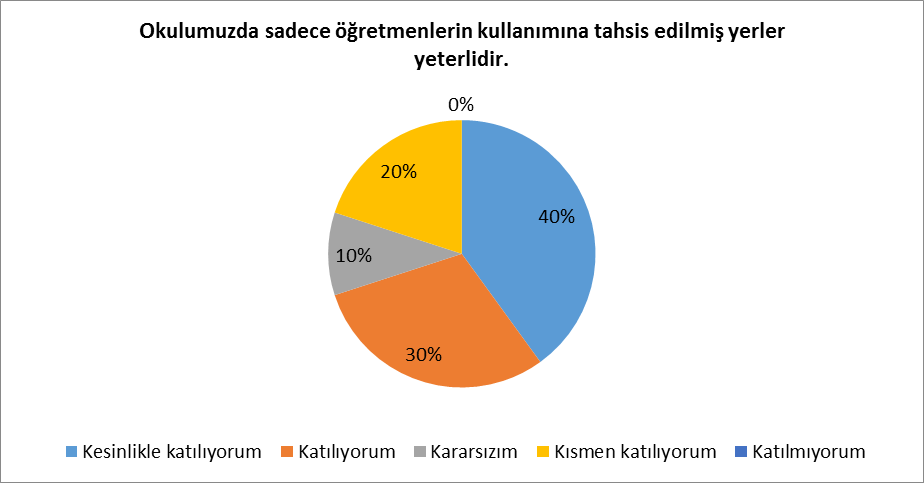 Okulumuzda sadece öğretmenlerin kullanımına tahsis edilmiş yerler
yeterlidir.
0%
20%
40%
10%
30%
Kesinlikle katılıyorum Katılıyorum Kararsızım Kısmen katılıyorum Katılmıyorum